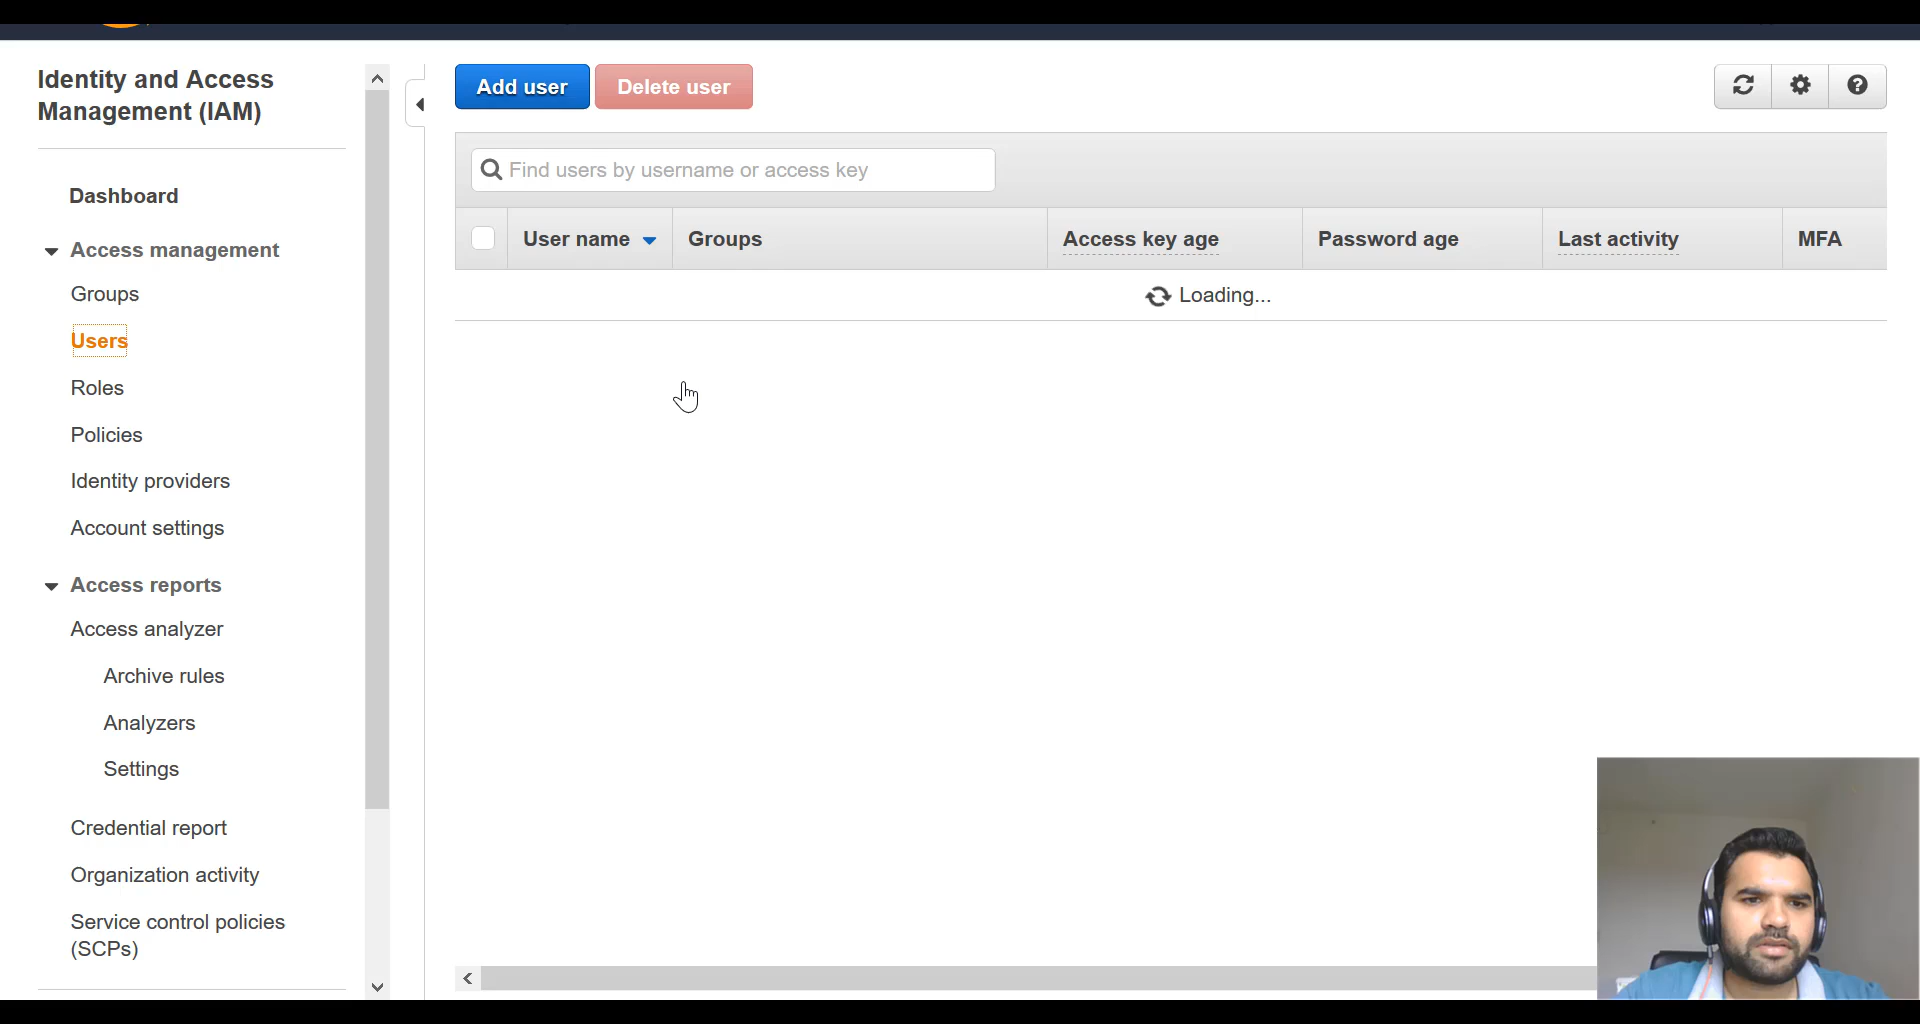 Identity and Access
Management (IAM)
Dashboard
Access management
Groups
Users
Roles
Policies
Identity providers
Account settings
Access reports
Access analyzer
Archive rules
Analyzers
Settings
Credential report
Organization activity
Service control policies
(SCPs)
Add user
Delete user
Find users by username or access key
User name
Groups
Access key age
Password age
Last activity
MFA
Loading...